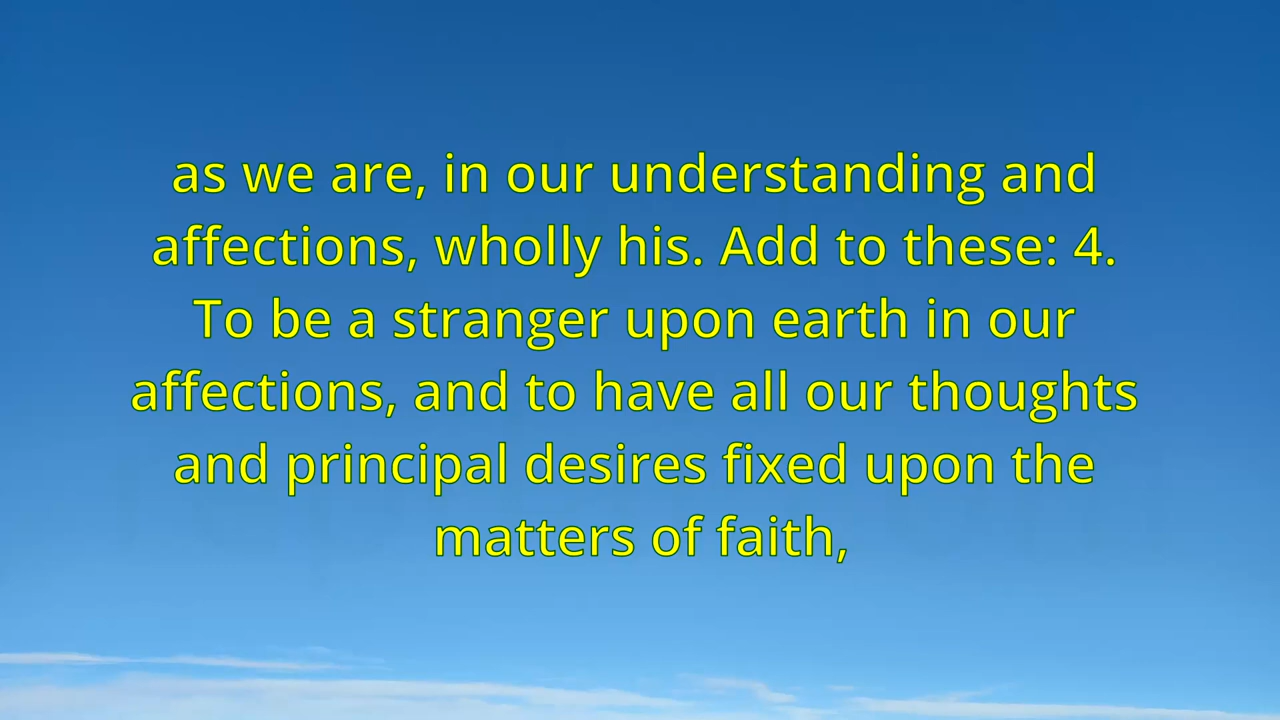 as we are, in our understanding and
affections, wholly his. Add to these: 4.
To be a stranger upon earth in our
affections, and to have all our thoughts
and principal desires fixed upon the
matters of faith,